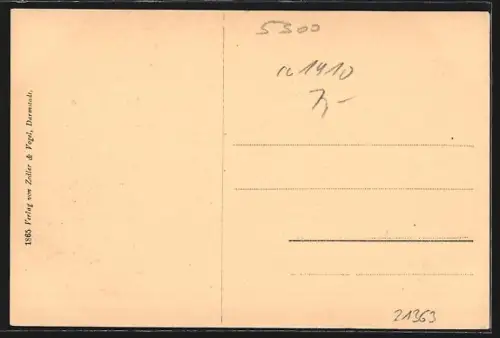 1865 Verlag von Zedler & Vogel, Darmstadt.
5300
ca 1910
7,-
21363